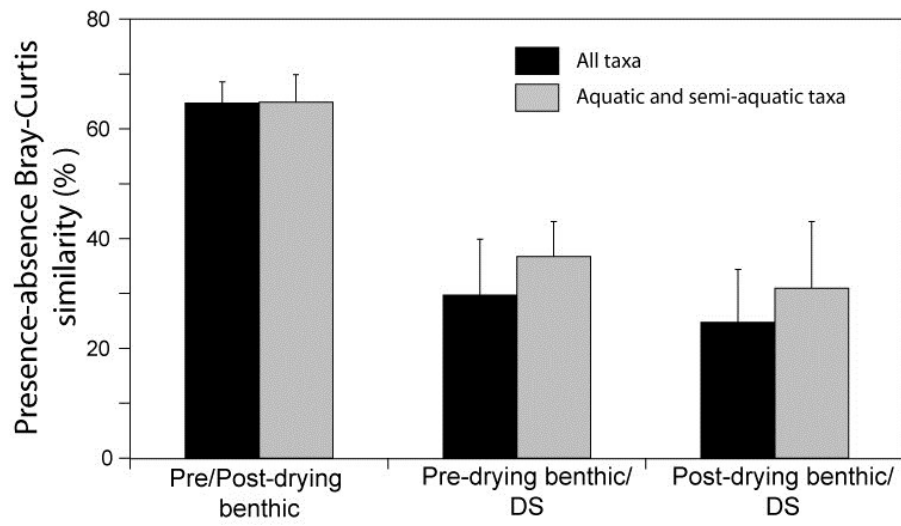 Presence-absence Bray-Curtis
similarity (%)
80
60
40
20
0
All taxa
Aquatic and semi-aquatic taxa
Pre/Post-drying
benthic
Pre-drying benthic/
DS
Post-drying benthic/
DS